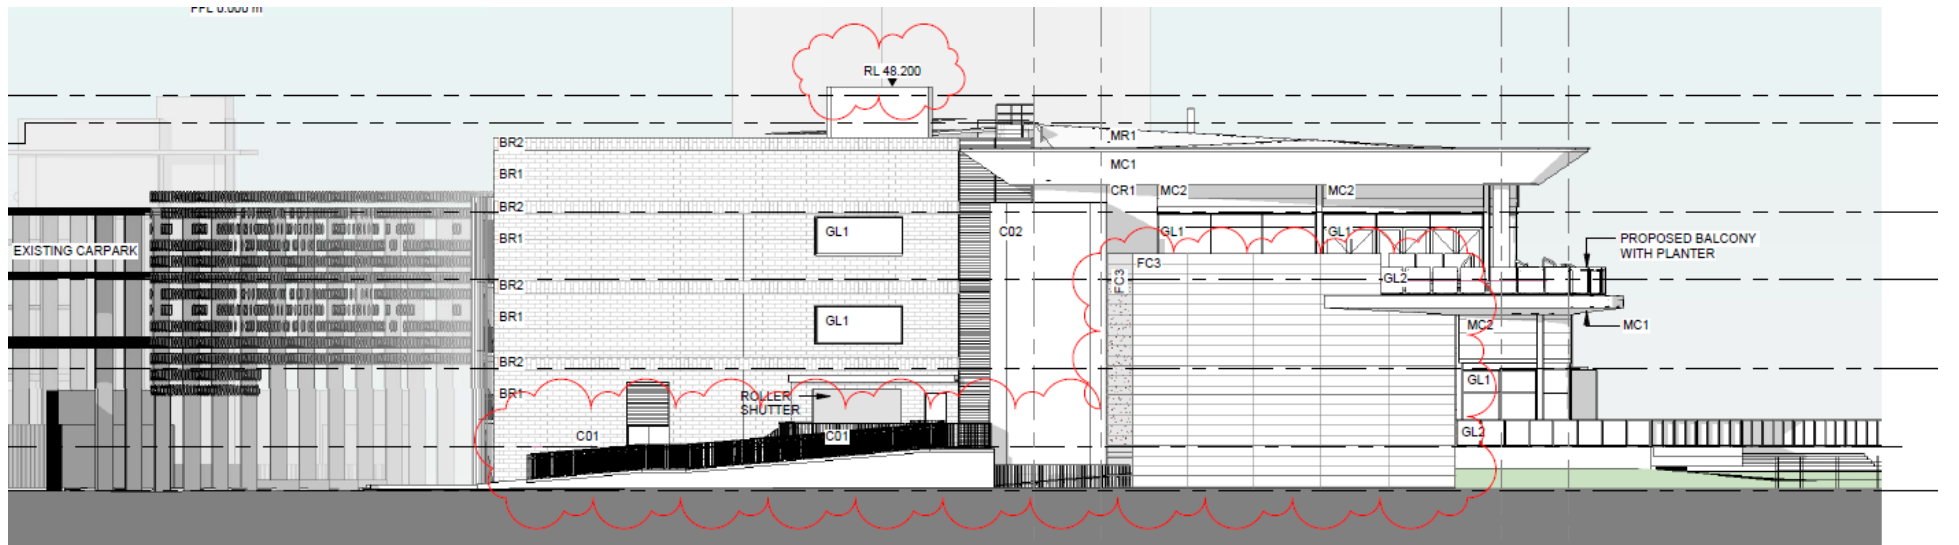 FFL 0.000 m
RL 48.200
BR2
MR1
BR1
MC1
CR1
MC2
MC2
BR2
BR1
GL1
C02
GL1
GL1
PROPOSED BALCONY
WITH PLANTER
EXISTING CARPARK
FC3
FC3
GL2
BR2
BR1
GL1
MC2
MC1
BR2
GL1
BR1
ROLLER
SHUTTER
C01
C01
GL2